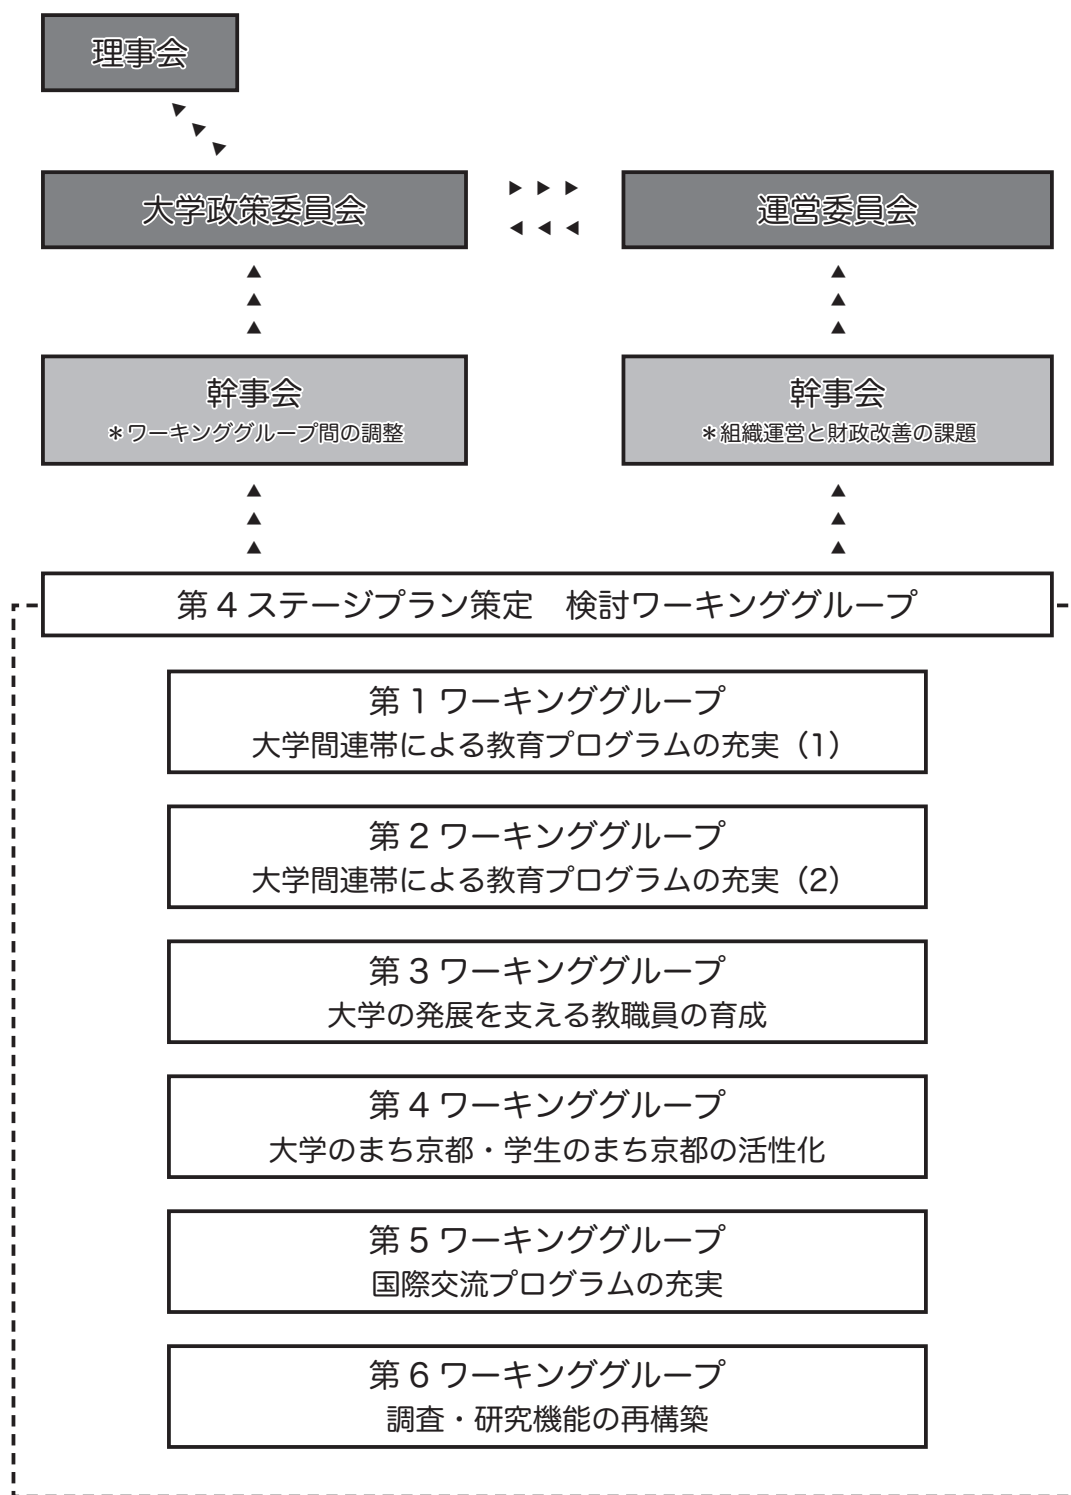 理事会
大学政策委員会
運営委員会
幹事会
＊ワーキンググループ間の調整
幹事会
＊組織運営と財政改善の課題
第4ステージプラン策定　検討ワーキンググループ
第1ワーキンググループ
大学間連帯による教育プログラムの充実（1）
第2ワーキンググループ
大学間連帯による教育プログラムの充実（2）
第3ワーキンググループ
大学の発展を支える教職員の育成
第4ワーキンググループ
大学のまち京都・学生のまち京都の活性化
第5ワーキンググループ
国際交流プログラムの充実
第6ワーキンググループ
調査・研究機能の再構築